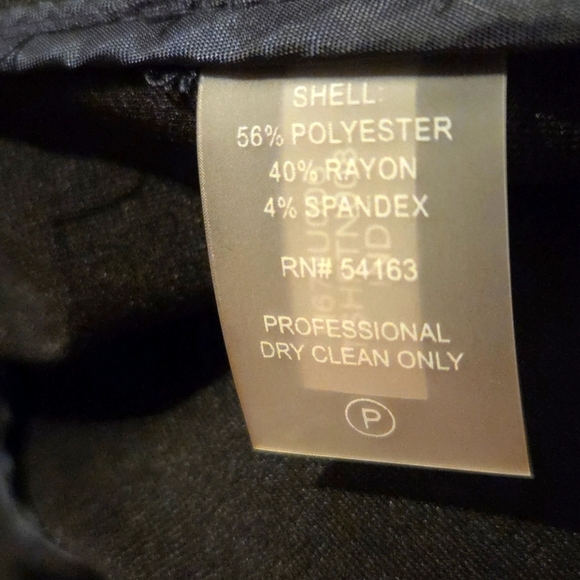 SHELL:
56% POLYESTER
40% RAYON
4% SPANDEX
RN# 54163
PROFESSIONAL
DRY CLEAN ONLY
P